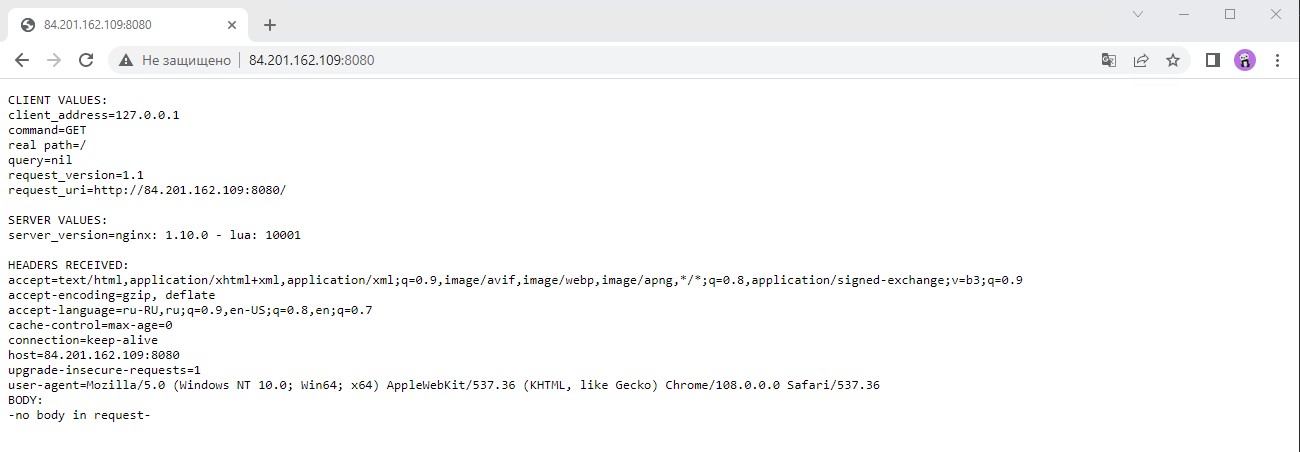 84.201.162.109:8080
Не защищено
84.201.162.109:8080
CLIENT VALUES:
client_address=127.0.0.1
command=GET
real path=/
query=nil
request_version=1.1
request_uri=http://84.201.162.109:8080/
SERVER VALUES:
server_version=nginx: 1.10.0 - lua: 10001
HEADERS RECEIVED:
accept=text/html,application/xhtml+xml,application/xml;q=0.9,image/avif,image/webp,image/apng,*/*;q=0.8,application/signed-exchange;v=b3;q=0.9
accept-encoding=gzip, deflate
accept-language=ru-RU,ru;q=0.9,en-US;q=0.8,en;q=0.7
cache-control=max-age=0
connection=keep-alive
host=84.201.162.109:8080
upgrade-insecure-requests=1
user-agent=Mozilla/5.0 (Windows NT 10.0; Win64; x64) AppleWebKit/537.36 (KHTML, like Gecko) Chrome/108.0.0.0 Safari/537.36
BODY:
-no body in request-